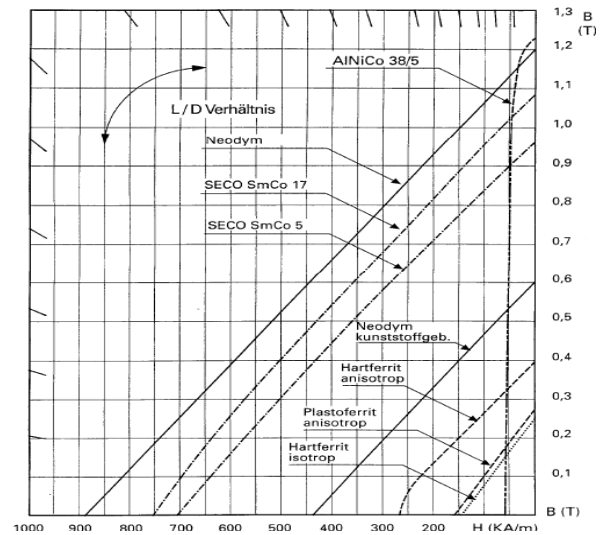 1,3
B
(T)
1,2
AlNiCo 38/5
1,1
L/D Verhältnis
1,0
Neodym
0,9
SECO SmCo 17
0,8
SECO SmCo 5
0,7
0,6
0,5
Neodym
kunststoffgeb.
0,4
Hartferrit
anisotrop
0,3
Plastoferrit
anisotrop
0,2
Hartferrit
isotrop
0,1
B (T)
1000 900 800 700 600 500 400 300 200 H (KA/m)